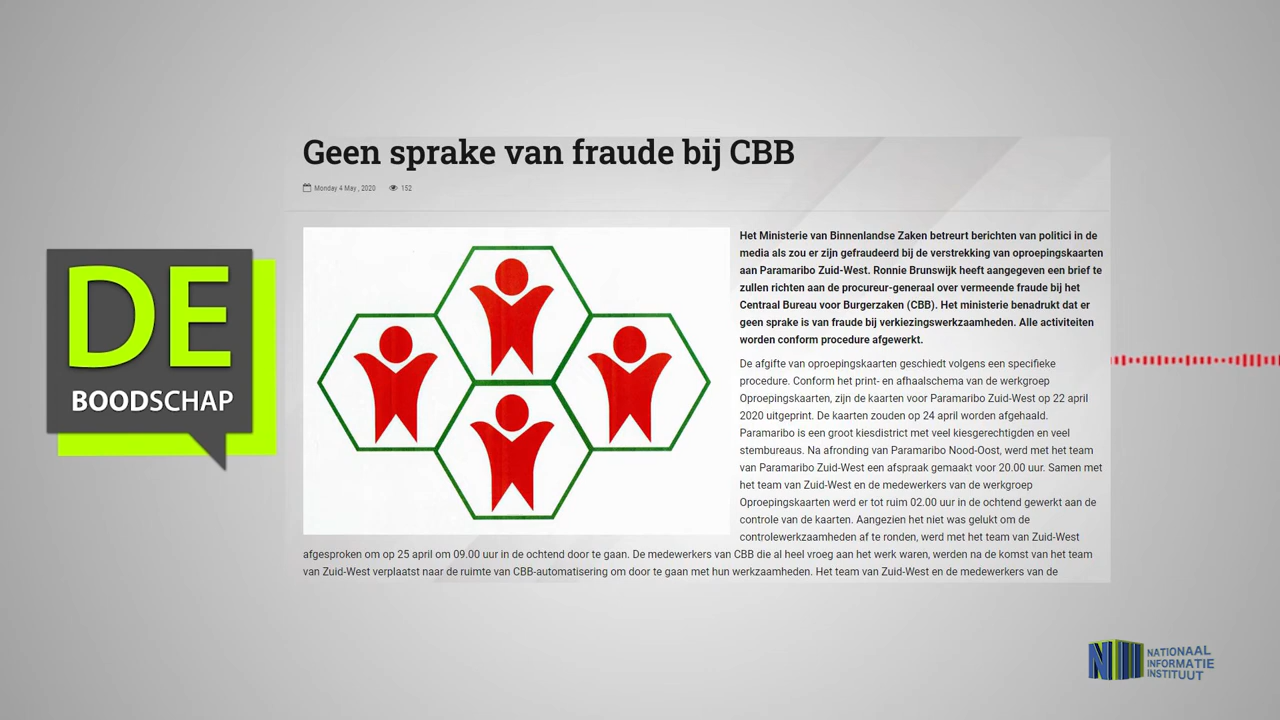 Geen sprake van fraude bij CBB
Monday 4 May , 2020 152
DE
BOODSCHAP
Het Ministerie van Binnenlandse Zaken betreurt berichten van politici in de
media als zou er zijn gefraudeerd bij de verstrekking van oproepingskaarten
aan Paramaribo Zuid-West. Ronnie Brunswijk heeft aangegeven een brief te
zullen richten aan de procureur-generaal over vermeende fraude bij het
Centraal Bureau voor Burgerzaken (CBB). Het ministerie benadrukt dat er
geen sprake is van fraude bij verkiezingswerkzaamheden. Alle activiteiten
worden conform procedure afgewerkt.
De afgifte van oproepingskaarten geschiedt volgens een specifieke
procedure. Conform het print- en afhaalschema van de werkgroep
Oproepingskaarten, zijn de kaarten voor Paramaribo Zuid-West op 22 april
2020 uitgeprint. De kaarten zouden op 24 april worden afgehaald.
Paramaribo is een groot kiesdistrict met veel kiesgerechtigden en veel
stembureaus. Na afronding van Paramaribo Nood-Oost, werd met het team
van Paramaribo Zuid-West een afspraak gemaakt voor 20.00 uur. Samen met
het team van Zuid-West en de medewerkers van de werkgroep
Oproepingskaarten werd er tot ruim 02.00 uur in de ochtend gewerkt aan de
controle van de kaarten. Aangezien het niet was gelukt om de
controlewerkzaamheden af te ronden, werd met het team van Zuid-West
afgesproken om op 25 april om 09.00 uur in de ochtend door te gaan. De medewerkers van CBB die al heel vroeg aan het werk waren, werden na de komst van het team
van Zuid-West verplaatst naar de ruimte van CBB-automatisering om door te gaan met hun werkzaamheden. Het team van Zuid-West en de medewerkers van de
NII
NATIONAAL
INFORMATIE
INSTITUUT